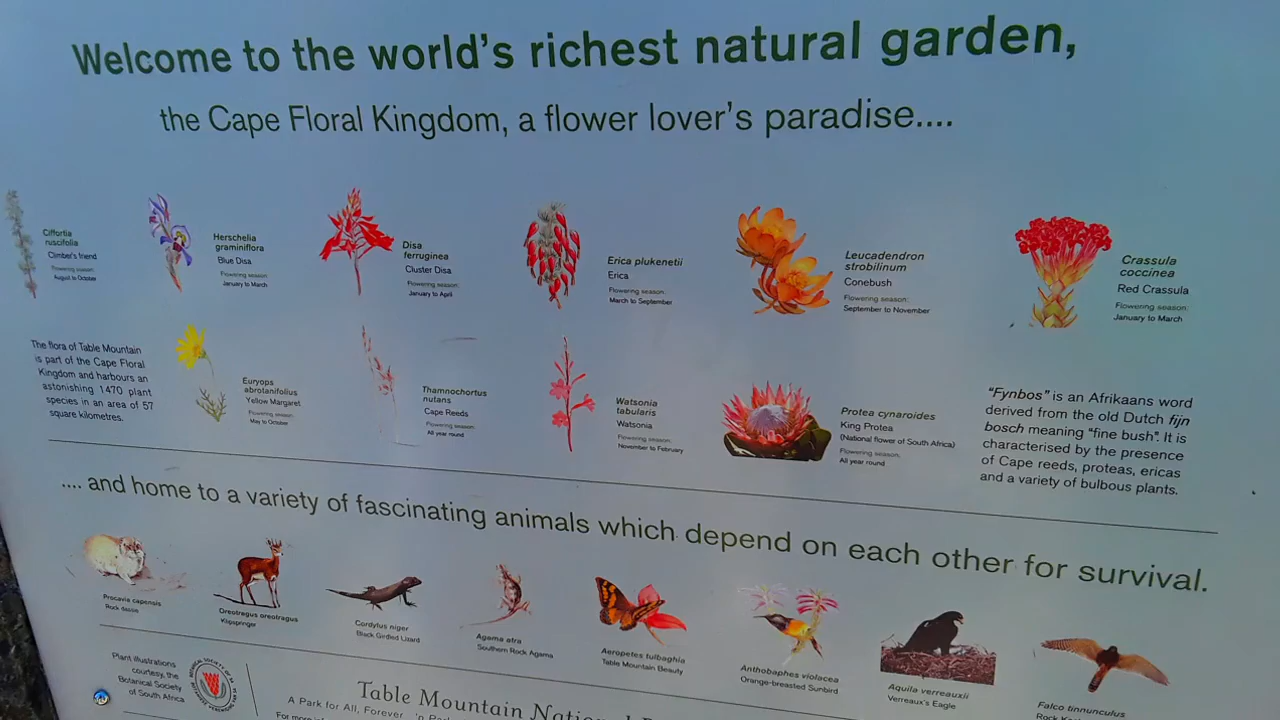 Welcome to the world's richest natural garden,
the Cape Floral Kingdom, a flower lover's paradise....
Cliffortia
ruscifolia
Climber's friend
Flowering season:
August to October
Herschelia
graminiflora
Blue Disa
Flowering season:
January to March
Disa
ferruginea
Cluster Disa
Flowering season:
January to April
Erica plukenetii
Erica
Flowering season:
March to September
Leucadendron
strobilinum
Conebush
Flowering season:
September to November
Crassula
coccinea
Red Crassula
Flowering season:
January to March
The flora of Table Mountain
is part of the Cape Floral
Kingdom and harbours an
astonishing 1470 plant
species in an area of 57
square kilometres.
Euryops
abrotanifolius
Yellow Margaret
Flowering season:
May to October
Thamnochortus
nutans
Cape Reeds
Flowering season:
All year round
Watsonia
tabularis
Watsonia
Flowering season:
November to February
Protea cynaroides
King Protea
(National flower of South Africa)
Flowering season:
All year round
"Fynbos" is an Afrikaans word
derived from the old Dutch fijn
bosch meaning "fine bush". It is
characterised by the presence
of Cape reeds, proteas, ericas
and a variety of bulbous plants.
.... and home to a variety of fascinating animals which depend on each other for survival.
Procavia capensis
Rock dassie
Oreotragus oreotragus
Klipspringer
Cordylus niger
Black Girdled Lizard
Agama atra
Southern Rock Agama
Aeropetes tulbaghia
Table Mountain Beauty
Anthobaphes violacea
Orange-breasted Sunbird
Aquila verreauxii
Verreaux's Eagle
Falco tinnunculus
Rock
Plant illustrations
courtesy, the
Botanical Society
of South Africa
Table Mountain
A Park for All, Forever
For more